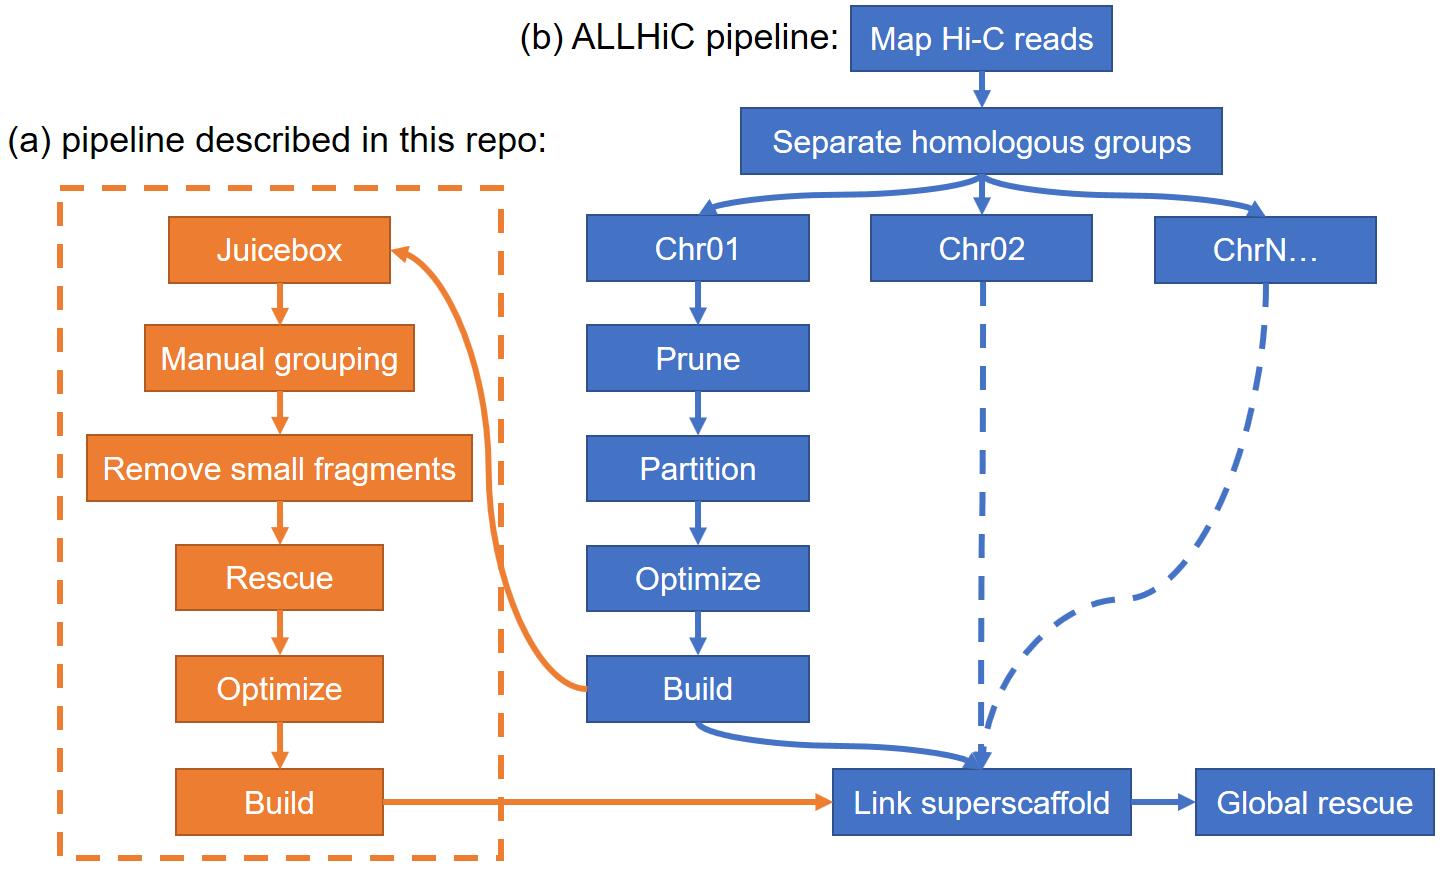 (b) ALLHiC pipeline:
Map Hi-C reads
Separate homologous groups
(a) pipeline described in this repo:
Juicebox
Manual grouping
Remove small fragments
Rescue
Optimize
Build
Chr01
Chr02
ChrN…
Prune
Partition
Optimize
Build
Link superscaffold
Global rescue